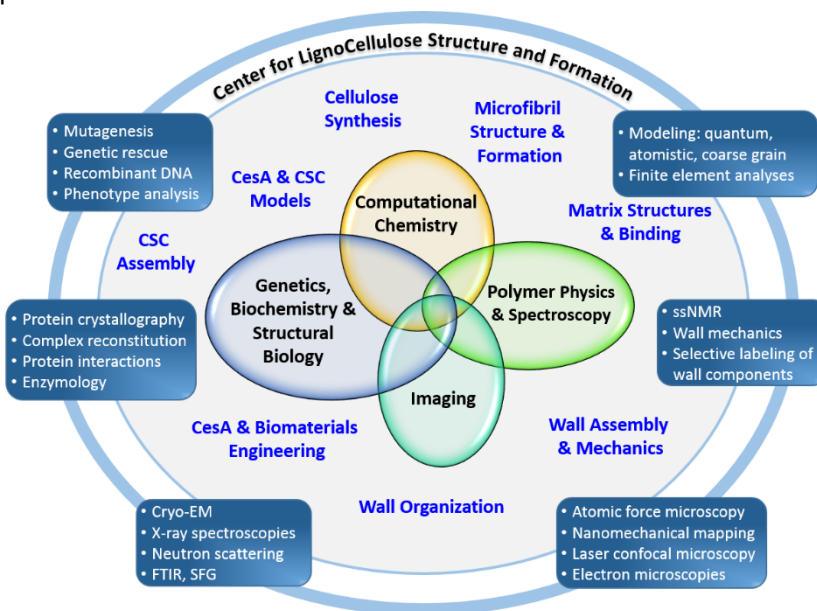 Center for LignoCellulose Structure and Formation
Cellulose
Synthesis
Microfibril
Structure &
Formation
• Mutagenesis
• Genetic rescue
• Recombinant DNA
• Phenotype analysis
• Modeling: quantum,
atomistic, coarse grain
• Finite element analyses
CesA & CSC
Models
Computational
Chemistry
Matrix Structures
& Binding
CSC
Assembly
Genetics,
Biochemistry &
Structural
Biology
Polymer Physics
& Spectroscopy
• Protein crystallography
• Complex reconstitution
• Protein interactions
• Enzymology
• ssNMR
• Wall mechanics
• Selective labeling of
wall components
Imaging
CesA & Biomaterials
Engineering
Wall Assembly
& Mechanics
Wall Organization
• Cryo-EM
• X-ray spectroscopies
• Neutron scattering
• FTIR, SFG
• Atomic force microscopy
• Nanomechanical mapping
• Laser confocal microscopy
• Electron microscopies